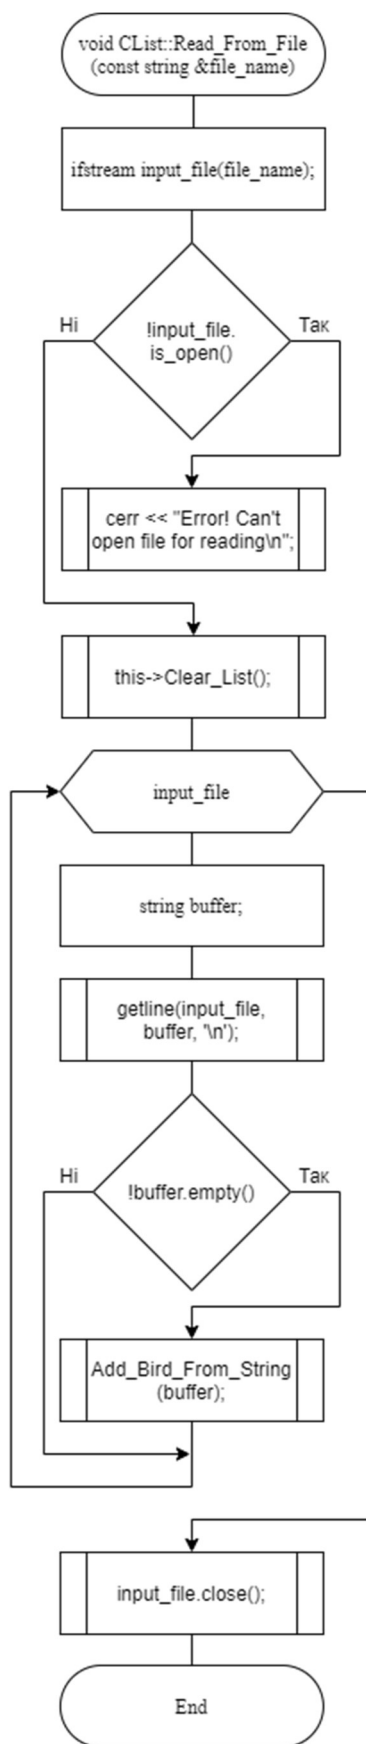 void CList::Read_From_File
(const string &file_name)
ifstream input_file(file_name);
Ні
Так
!input_file.
is_open()
cerr << "Error! Can't
open file for reading\n";
this->Clear_List();
input_file
string buffer;
getline(input_file,
buffer, '\n');
Ні
Так
!buffer.empty()
Add_Bird_From_String
(buffer);
input_file.close();
End